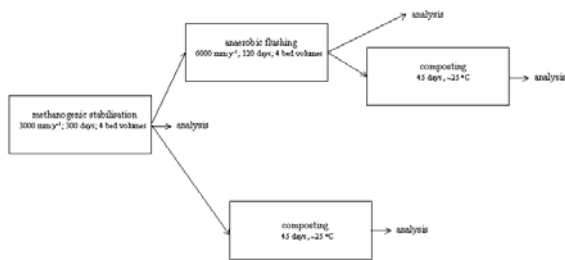 analysis
anaerobic flushing
6000 mm.y⁻¹; 120 days; 4 bed volumes
composting
45 days, ~25 °C
analysis
methanogenic stabilisation
3000 mm.y⁻¹; 300 days; 4 bed volumes
analysis
composting
45 days, ~25 °C
analysis